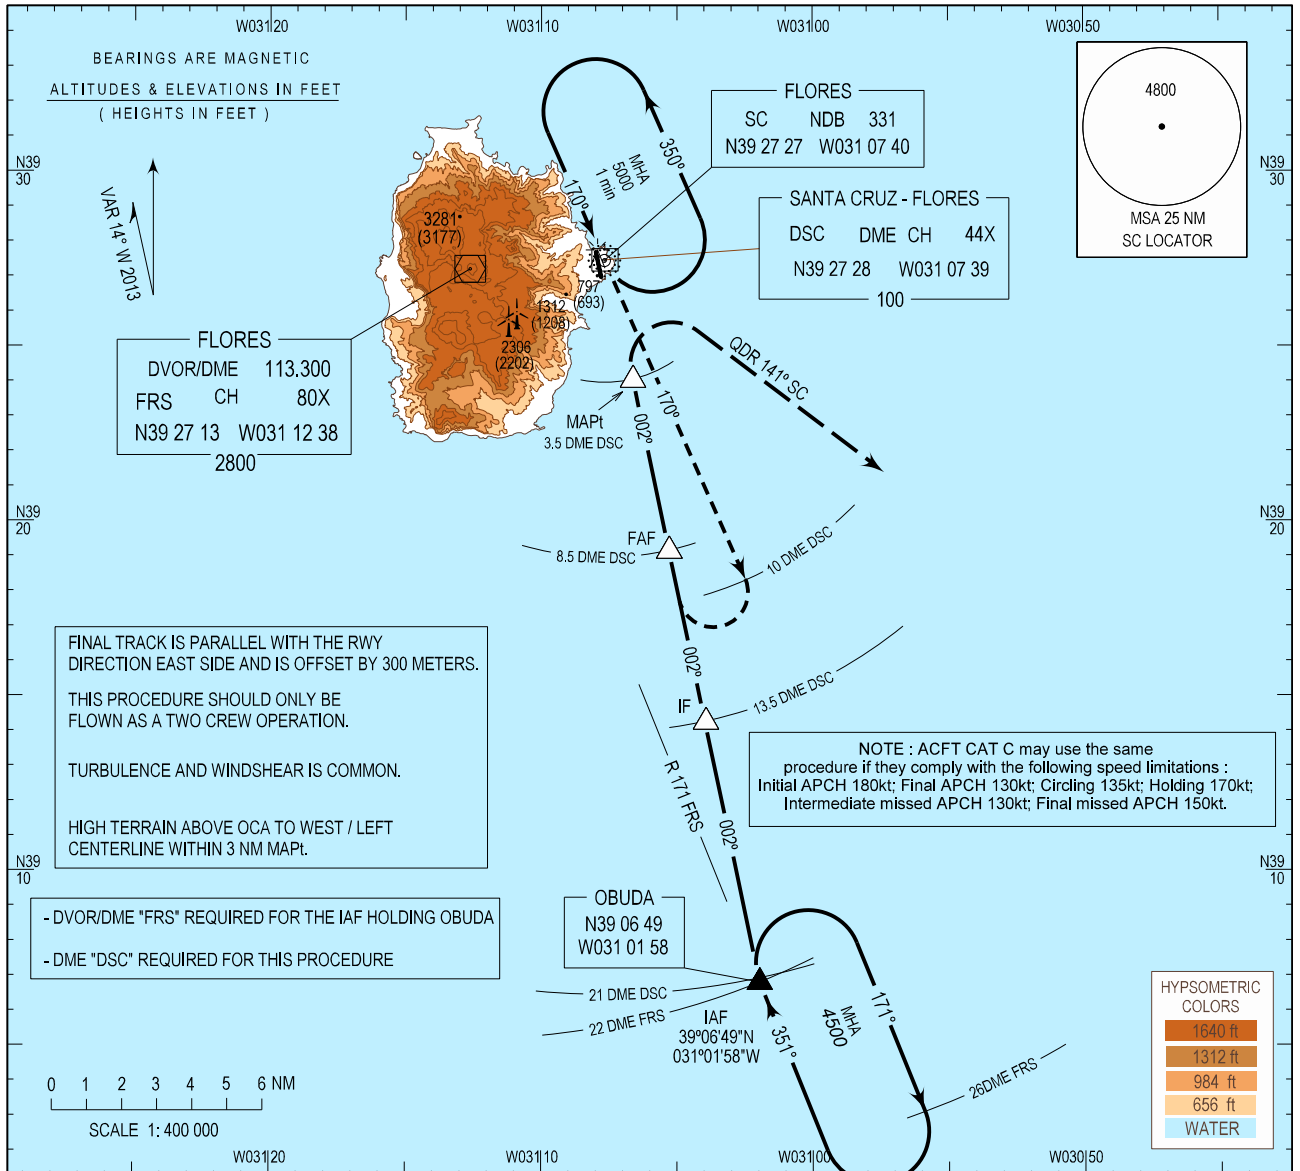 W03120
W03110
W03100
W03050
BEARINGS ARE MAGNETIC
ALTITUDES & ELEVATIONS IN FEET
( HEIGHTS IN FEET )
VAR 14° W 2013
N39
30
N39
30
FLORES
SC NDB 331
N39 27 27 W031 07 40
SANTA CRUZ - FLORES
DSC DME CH 44X
N39 27 28 W031 07 39
100
4800
MSA 25 NM
SC LOCATOR
350°
MHA
5000
1 min
170°
3281
(3177)
797
(693)
1312
(1208)
2306
(2202)
FLORES
DVOR/DME 113.300
FRS CH 80X
N39 27 13 W031 12 38
2800
QDR 141° SC
MAPt
3.5 DME DSC
002°
170°
N39
20
N39
20
FAF
8.5 DME DSC
10 DME DSC
002°
FINAL TRACK IS PARALLEL WITH THE RWY
DIRECTION EAST SIDE AND IS OFFSET BY 300 METERS.
THIS PROCEDURE SHOULD ONLY BE
FLOWN AS A TWO CREW OPERATION.
TURBULENCE AND WINDSHEAR IS COMMON.
HIGH TERRAIN ABOVE OCA TO WEST / LEFT
CENTERLINE WITHIN 3 NM MAPt.
IF
13.5 DME DSC
R 171 FRS
002°
NOTE : ACFT CAT C may use the same
procedure if they comply with the following speed limitations :
Initial APCH 180kt; Final APCH 130kt; Circling 135kt; Holding 170kt;
Intermediate missed APCH 130kt; Final missed APCH 150kt.
N39
10
N39
10
- DVOR/DME "FRS" REQUIRED FOR THE IAF HOLDING OBUDA
- DME "DSC" REQUIRED FOR THIS PROCEDURE
OBUDA
N39 06 49
W031 01 58
21 DME DSC
22 DME FRS
IAF
39°06'49"N
031°01'58"W
351°
MHA
4500
171°
26DME FRS
HYPSOMETRIC
COLORS
1640 ft
1312 ft
984 ft
656 ft
WATER
0 1 2 3 4 5 6 NM
SCALE 1: 400 000
W03120
W03110
W03100
W03050